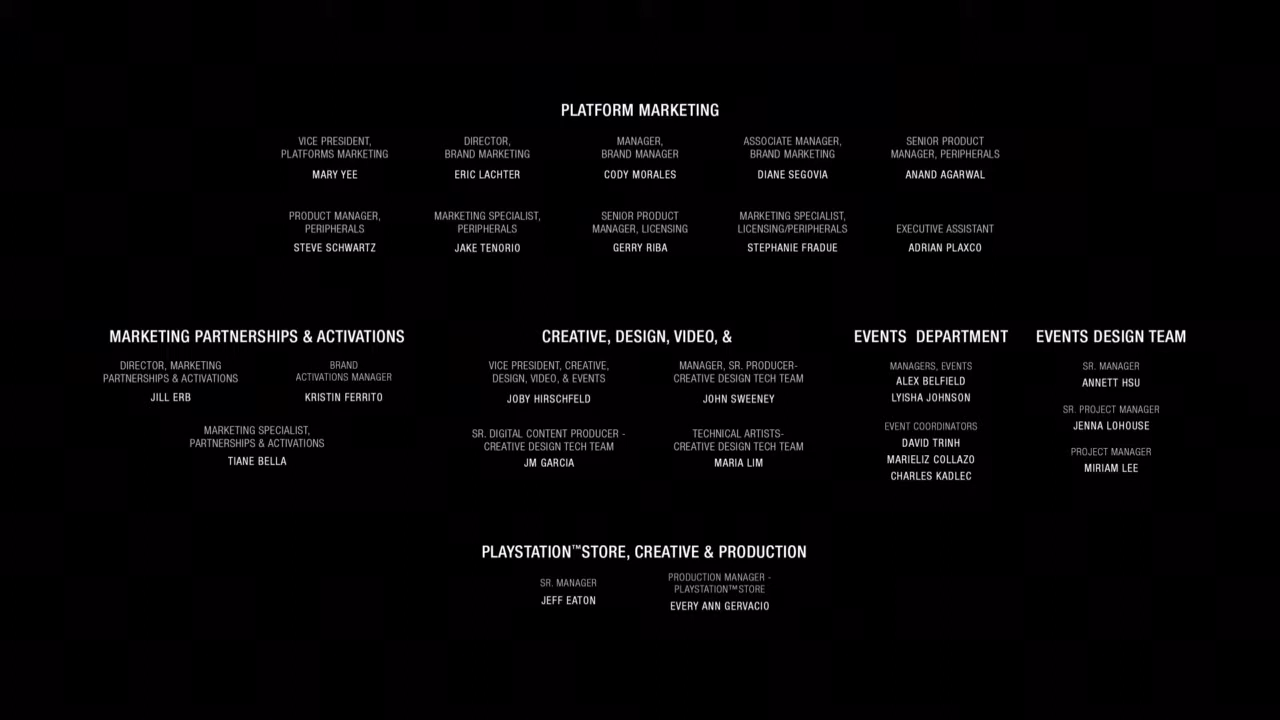 PLATFORM MARKETING
VICE PRESIDENT,
PLATFORMS MARKETING
MARY YEE
DIRECTOR,
BRAND MARKETING
ERIC LACHTER
MANAGER,
BRAND MANAGER
CODY MORALES
ASSOCIATE MANAGER,
BRAND MARKETING
DIANE SEGOVIA
SENIOR PRODUCT
MANAGER, PERIPHERALS
ANAND AGARWAL
PRODUCT MANAGER,
PERIPHERALS
STEVE SCHWARTZ
MARKETING SPECIALIST,
PERIPHERALS
JAKE TENORIO
SENIOR PRODUCT
MANAGER, LICENSING
GERRY RIBA
MARKETING SPECIALIST,
LICENSING/PERIPHERALS
STEPHANIE FRADUE
EXECUTIVE ASSISTANT
ADRIAN PLAXCO
MARKETING PARTNERSHIPS & ACTIVATIONS
DIRECTOR, MARKETING
PARTNERSHIPS & ACTIVATIONS
JILL ERB
BRAND
ACTIVATIONS MANAGER
KRISTIN FERRITO
MARKETING SPECIALIST,
PARTNERSHIPS & ACTIVATIONS
TIANE BELLA
CREATIVE, DESIGN, VIDEO, &
VICE PRESIDENT, CREATIVE,
DESIGN, VIDEO, & EVENTS
JOBY HIRSCHFELD
MANAGER, SR. PRODUCER-
CREATIVE DESIGN TECH TEAM
JOHN SWEENEY
SR. DIGITAL CONTENT PRODUCER -
CREATIVE DESIGN TECH TEAM
JM GARCIA
TECHNICAL ARTISTS-
CREATIVE DESIGN TECH TEAM
MARIA LIM
EVENTS DEPARTMENT
MANAGERS, EVENTS
ALEX BELFIELD
LYISHA JOHNSON
EVENT COORDINATORS
DAVID TRINH
MARIELIZ COLLAZO
CHARLES KADLEC
EVENTS DESIGN TEAM
SR. MANAGER
ANNETT HSU
SR. PROJECT MANAGER
JENNA LOHOUSE
PROJECT MANAGER
MIRIAM LEE
PLAYSTATION™STORE, CREATIVE & PRODUCTION
SR. MANAGER
JEFF EATON
PRODUCTION MANAGER -
PLAYSTATION™STORE
EVERY ANN GERVACIO